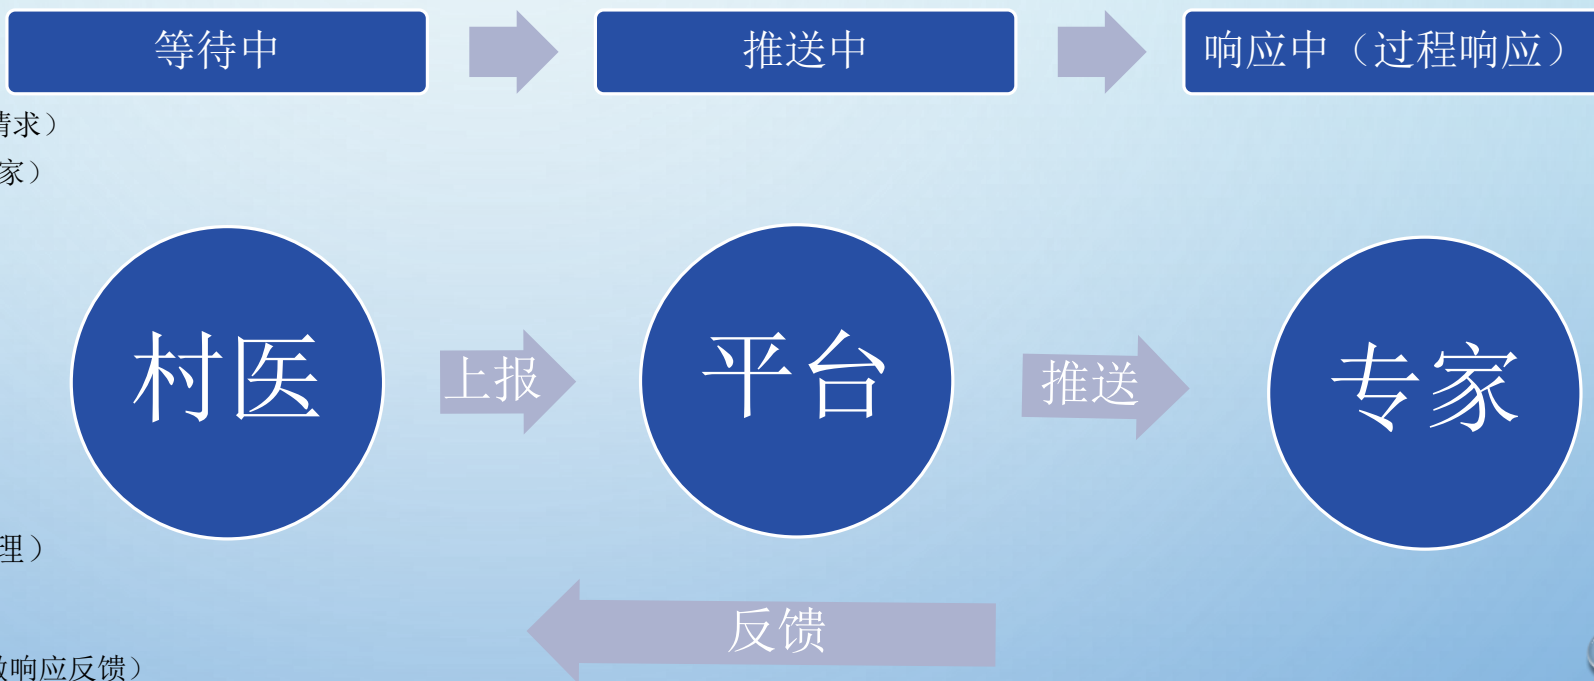 等待中
推送中
响应中（过程响应）
请求）
家）
村医
上报
平台
推送
专家
理）
反馈
响应反馈）